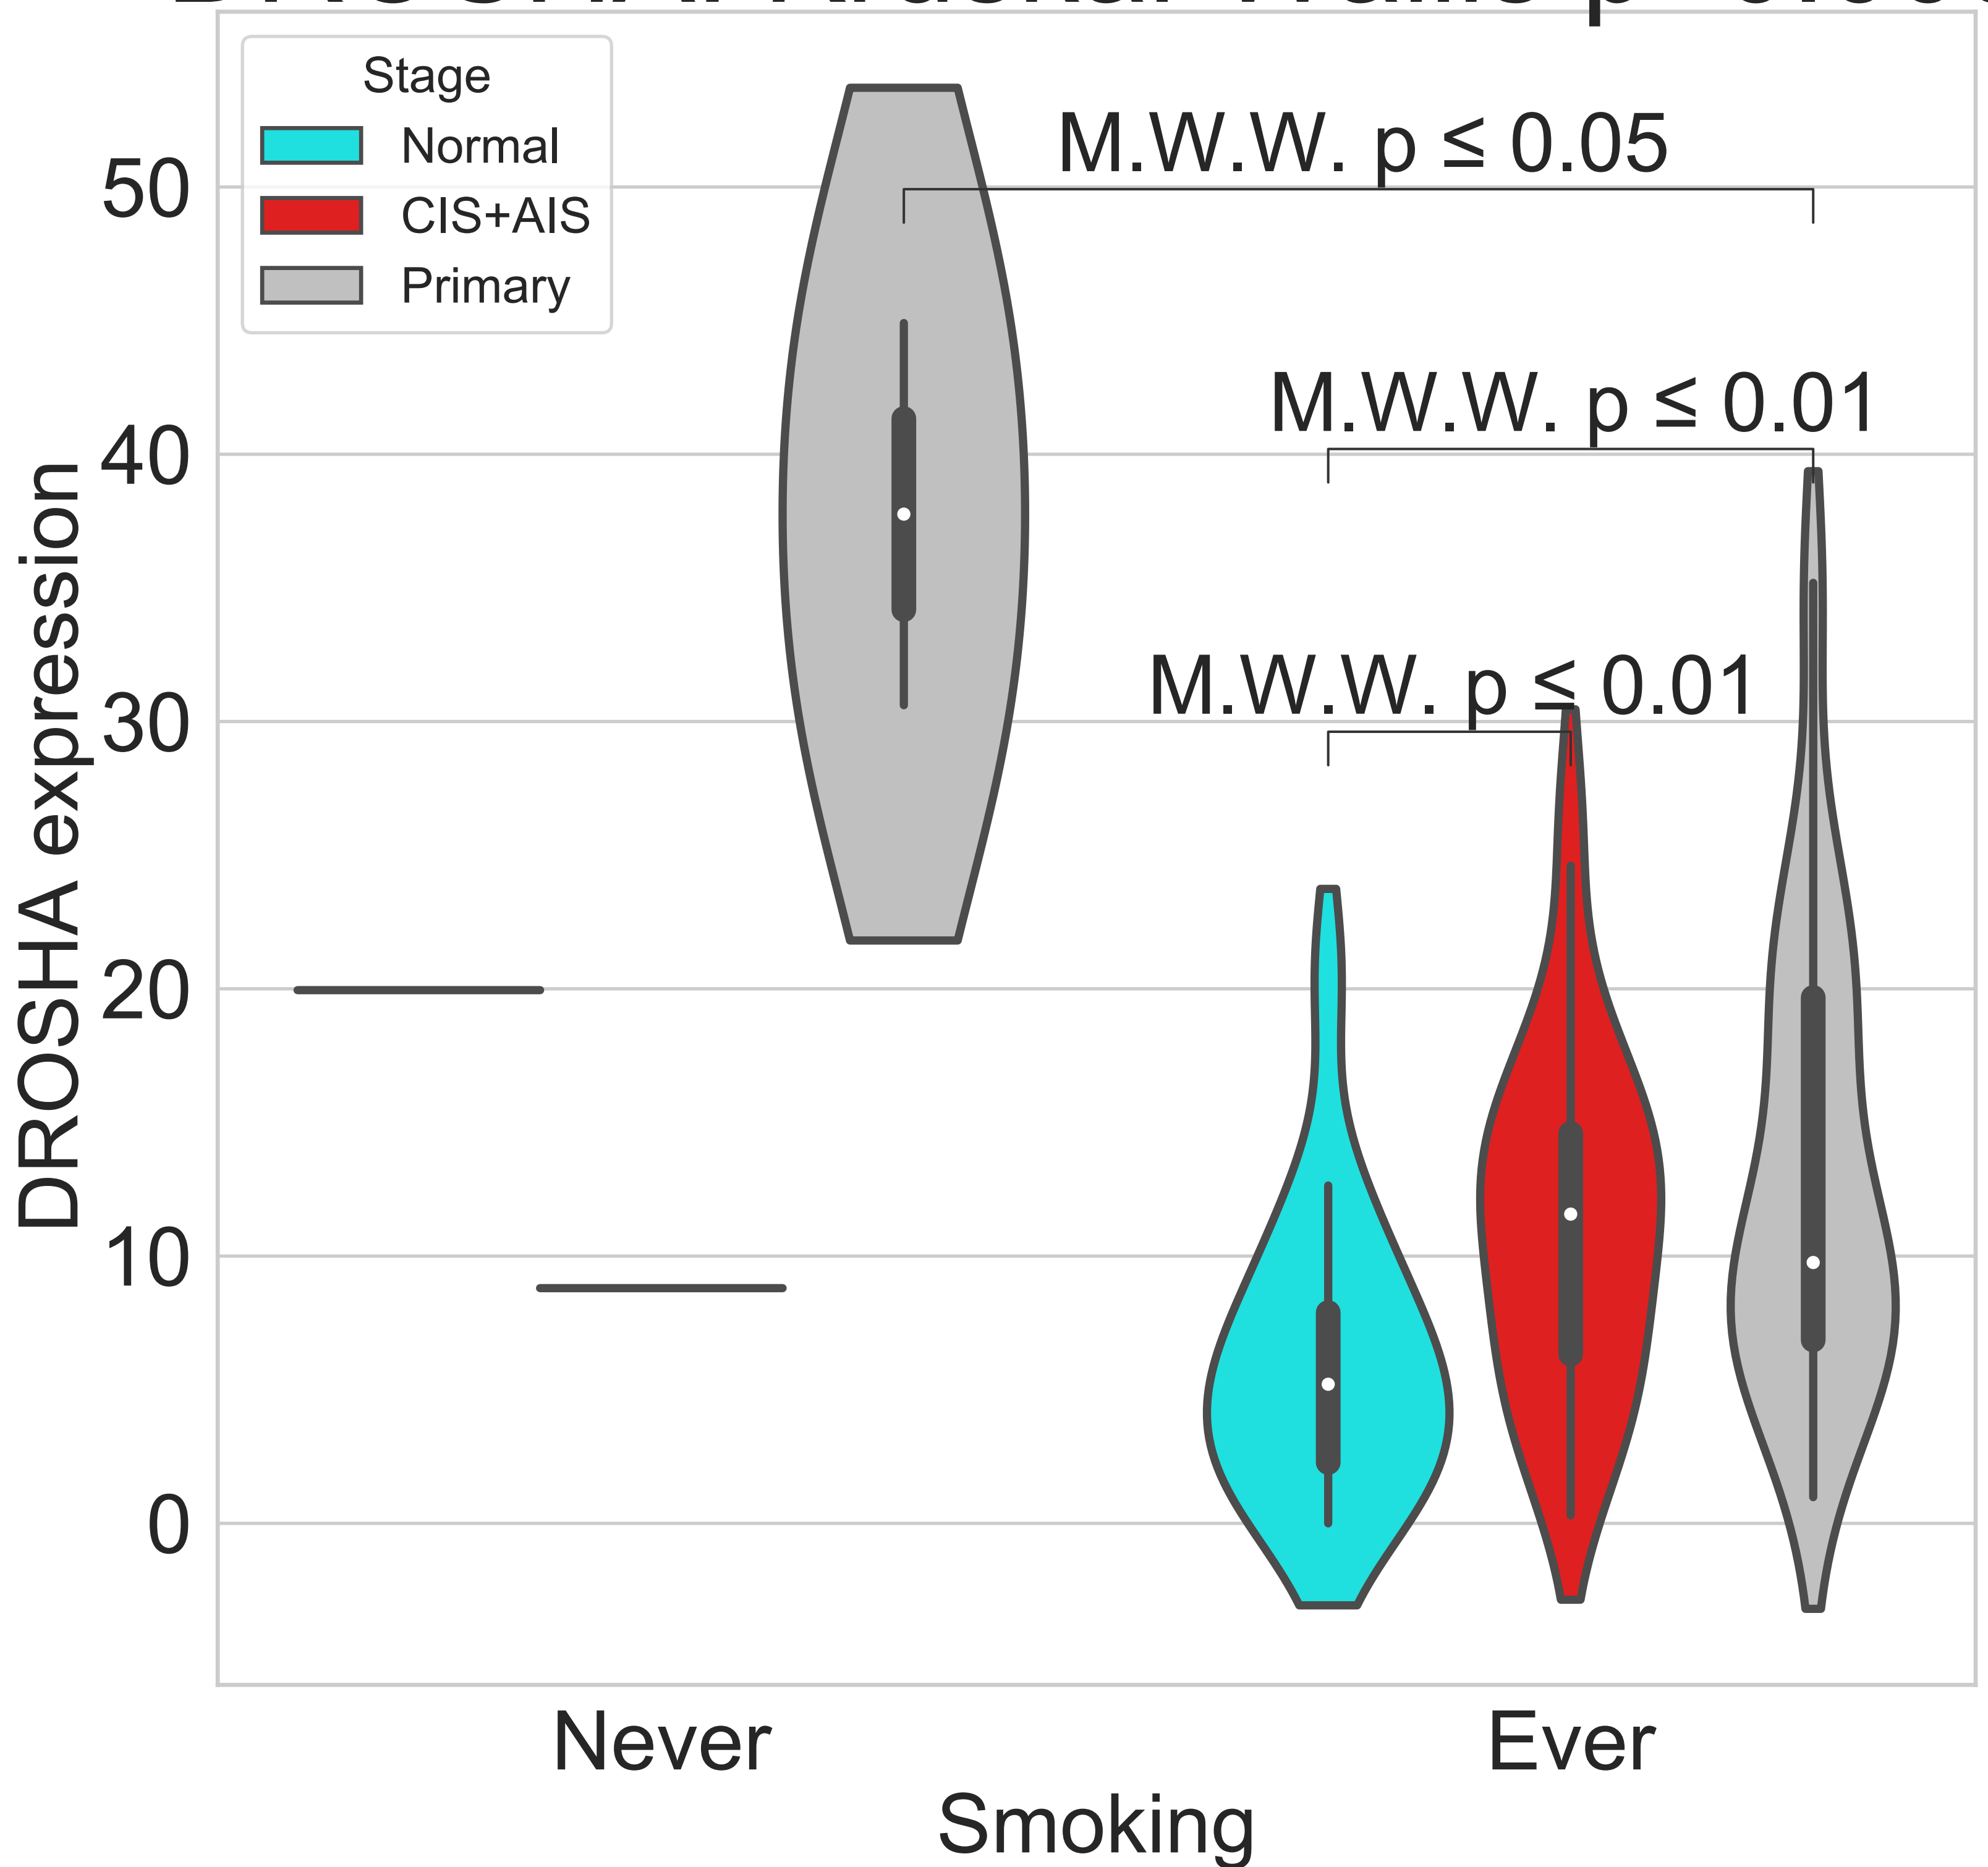 Stage
Normal
CIS+AIS
Primary
M.W.W. p ≤ 0.05
M.W.W. p ≤ 0.01
M.W.W. p ≤ 0.01
DROSHA expression
50
40
30
20
10
0
Never
Ever
Smoking